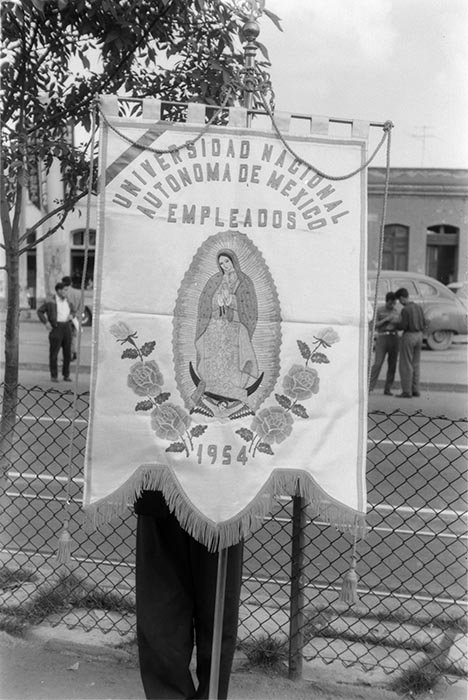 UNIVERSIDAD NACIONAL
AUTONOMA DE MEXICO
EMPLEADOS
1954